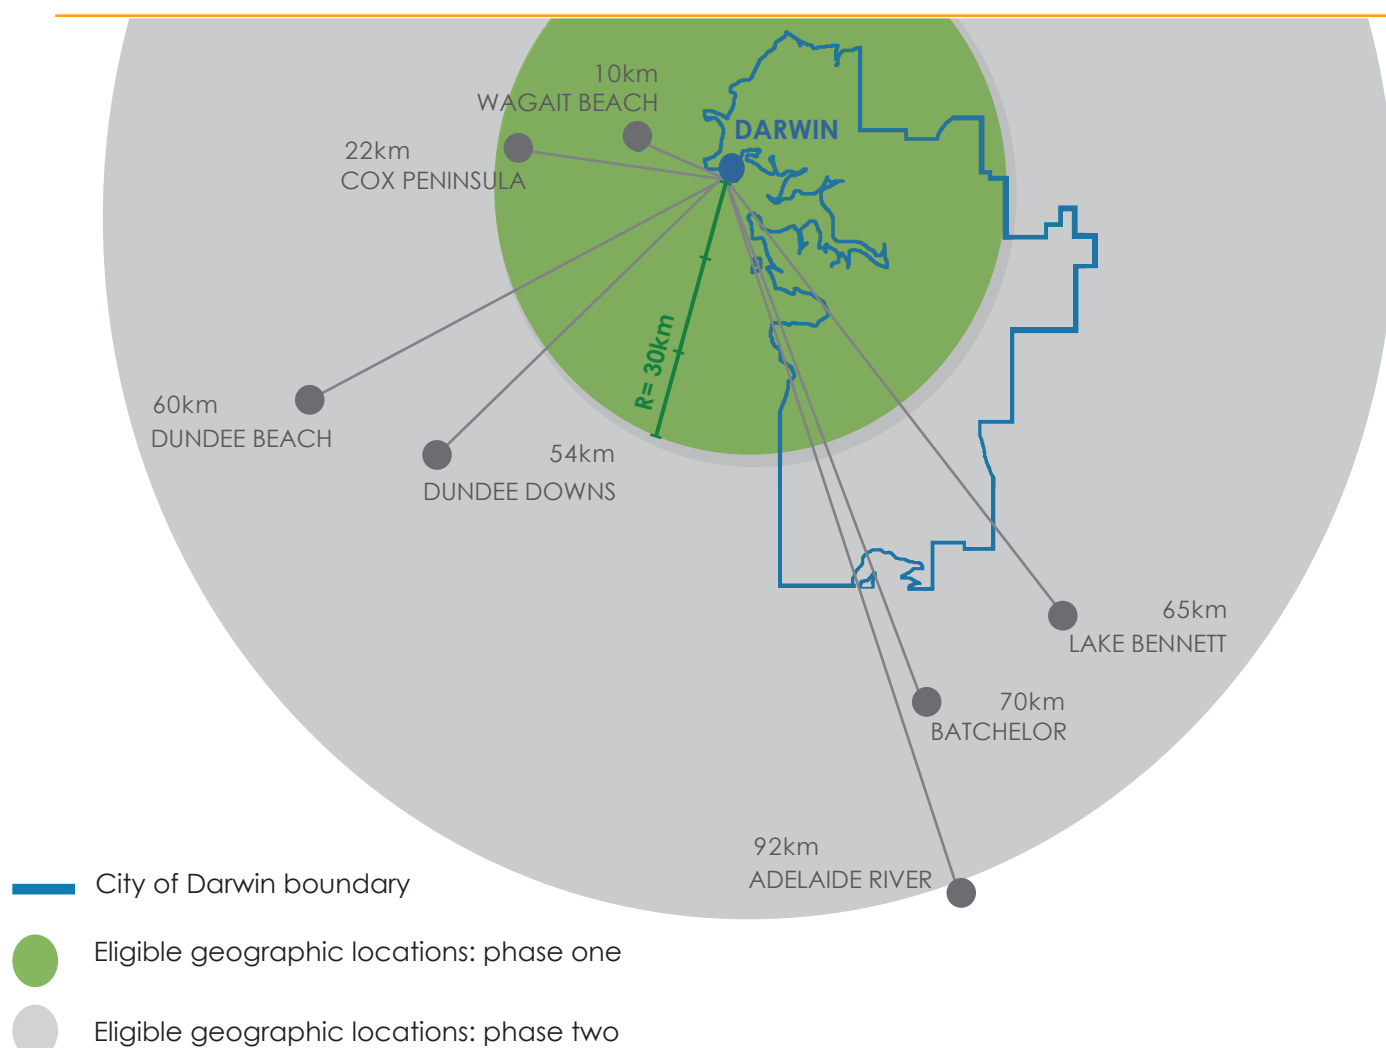 10km
WAGAIT BEACH
DARWIN
22km
COX PENINSULA
R= 30km
60km
DUNDEE BEACH
54km
DUNDEE DOWNS
65km
LAKE BENNETT
70km
BATCHELOR
92km
ADELAIDE RIVER
City of Darwin boundary
Eligible geographic locations: phase one
Eligible geographic locations: phase two